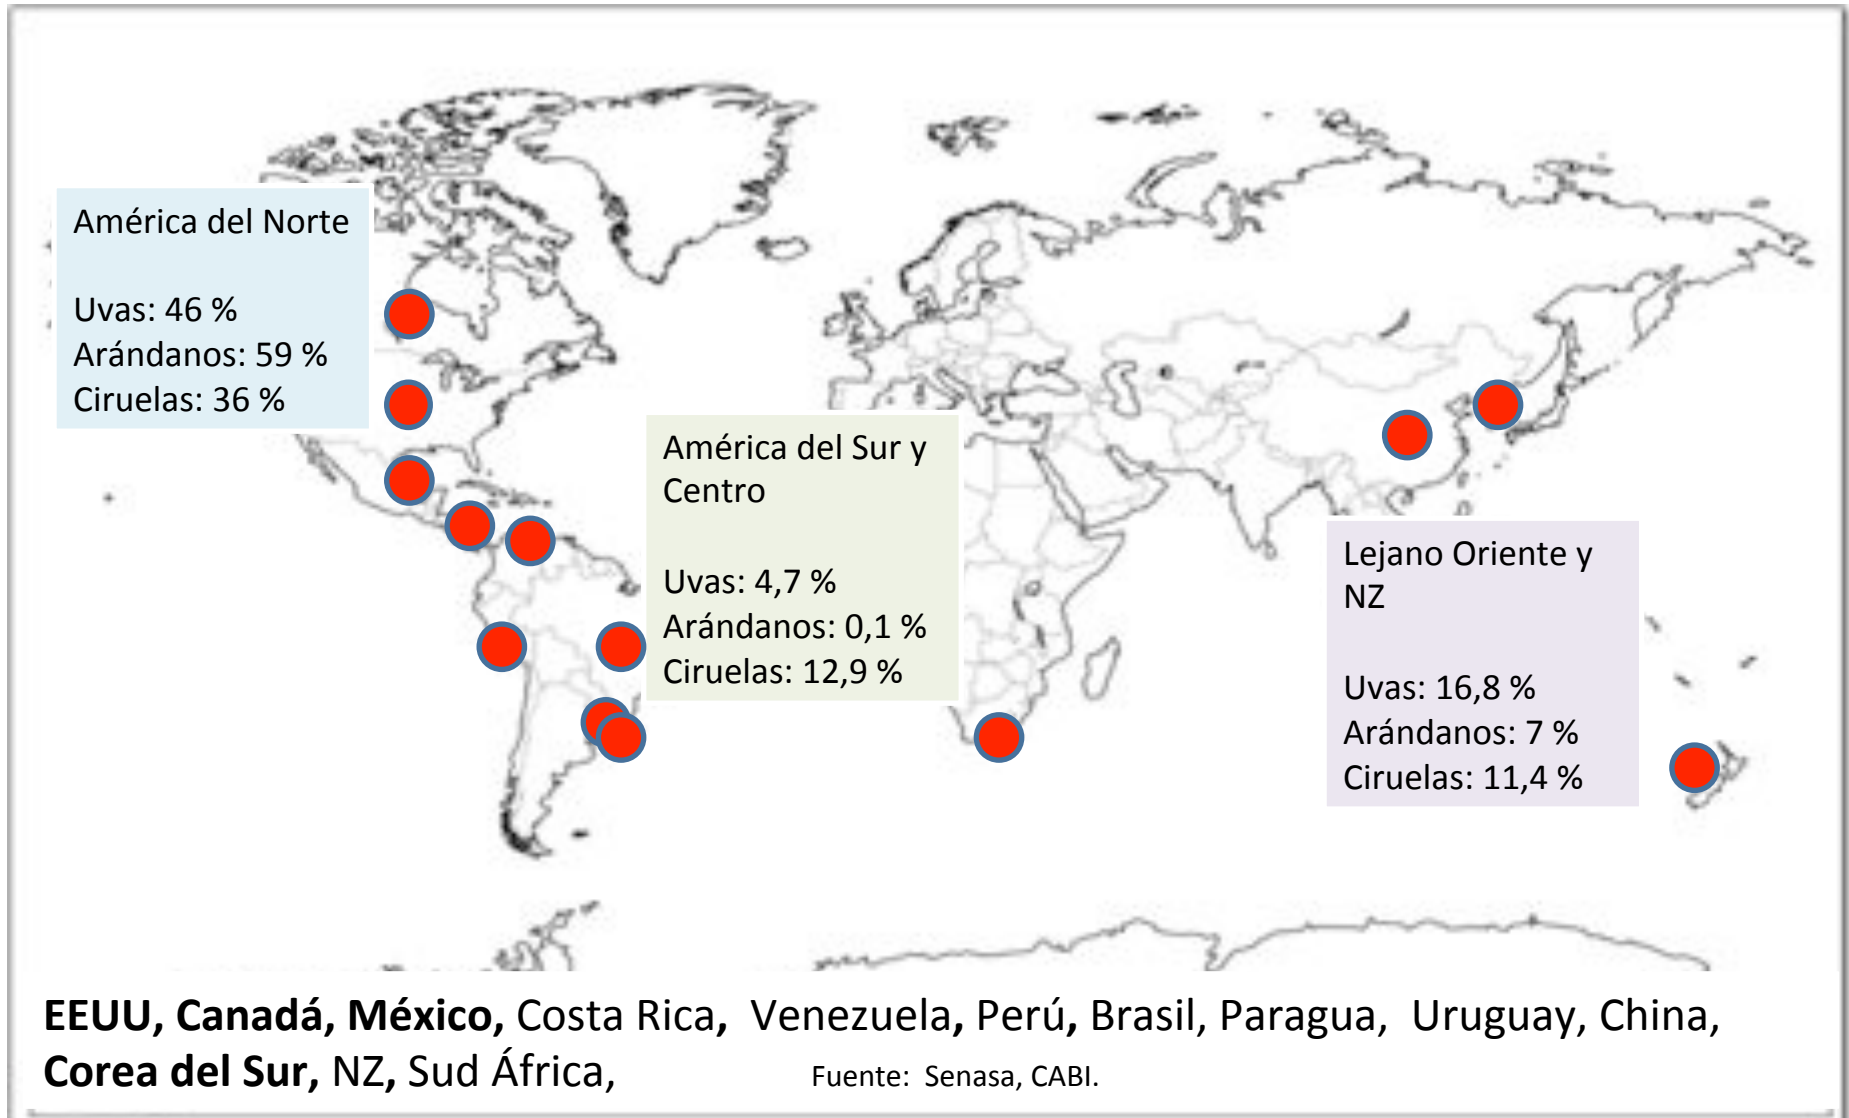 América del Norte
Uvas: 46 %
Arándanos: 59 %
Ciruelas: 36 %
América del Sur y
Centro
Uvas: 4,7 %
Arándanos: 0,1 %
Ciruelas: 12,9 %
Lejano Oriente y
NZ
Uvas: 16,8 %
Arándanos: 7 %
Ciruelas: 11,4 %
EEUU, Canadá, México, Costa Rica, Venezuela, Perú, Brasil, Paragua, Uruguay, China,
Corea del Sur, NZ, Sud África, Fuente: Senasa, CABI.